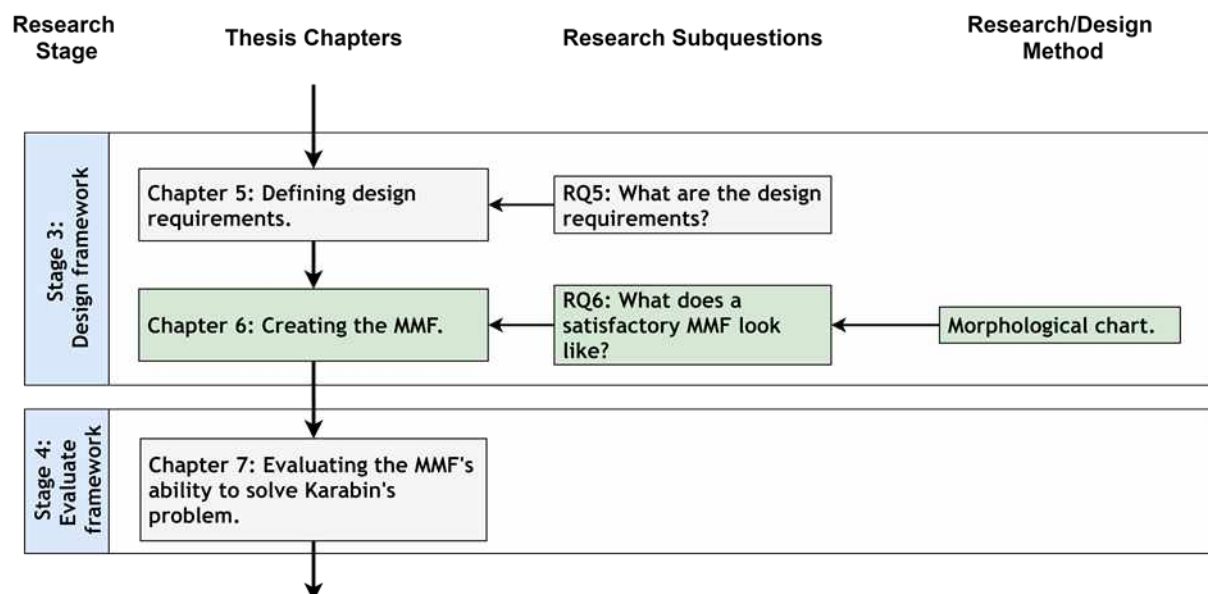 Research
Stage
Thesis Chapters
Research Subquestions
Research/Design
Method
Stage 3:
Design framework
Chapter 5: Defining design
requirements.
RQ5: What are the design
requirements?
Chapter 6: Creating the MMF.
RQ6: What does a
satisfactory MMF look
like?
Morphological chart.
Stage 4:
Evaluate
framework
Chapter 7: Evaluating the MMF's
ability to solve Karabin's
problem.